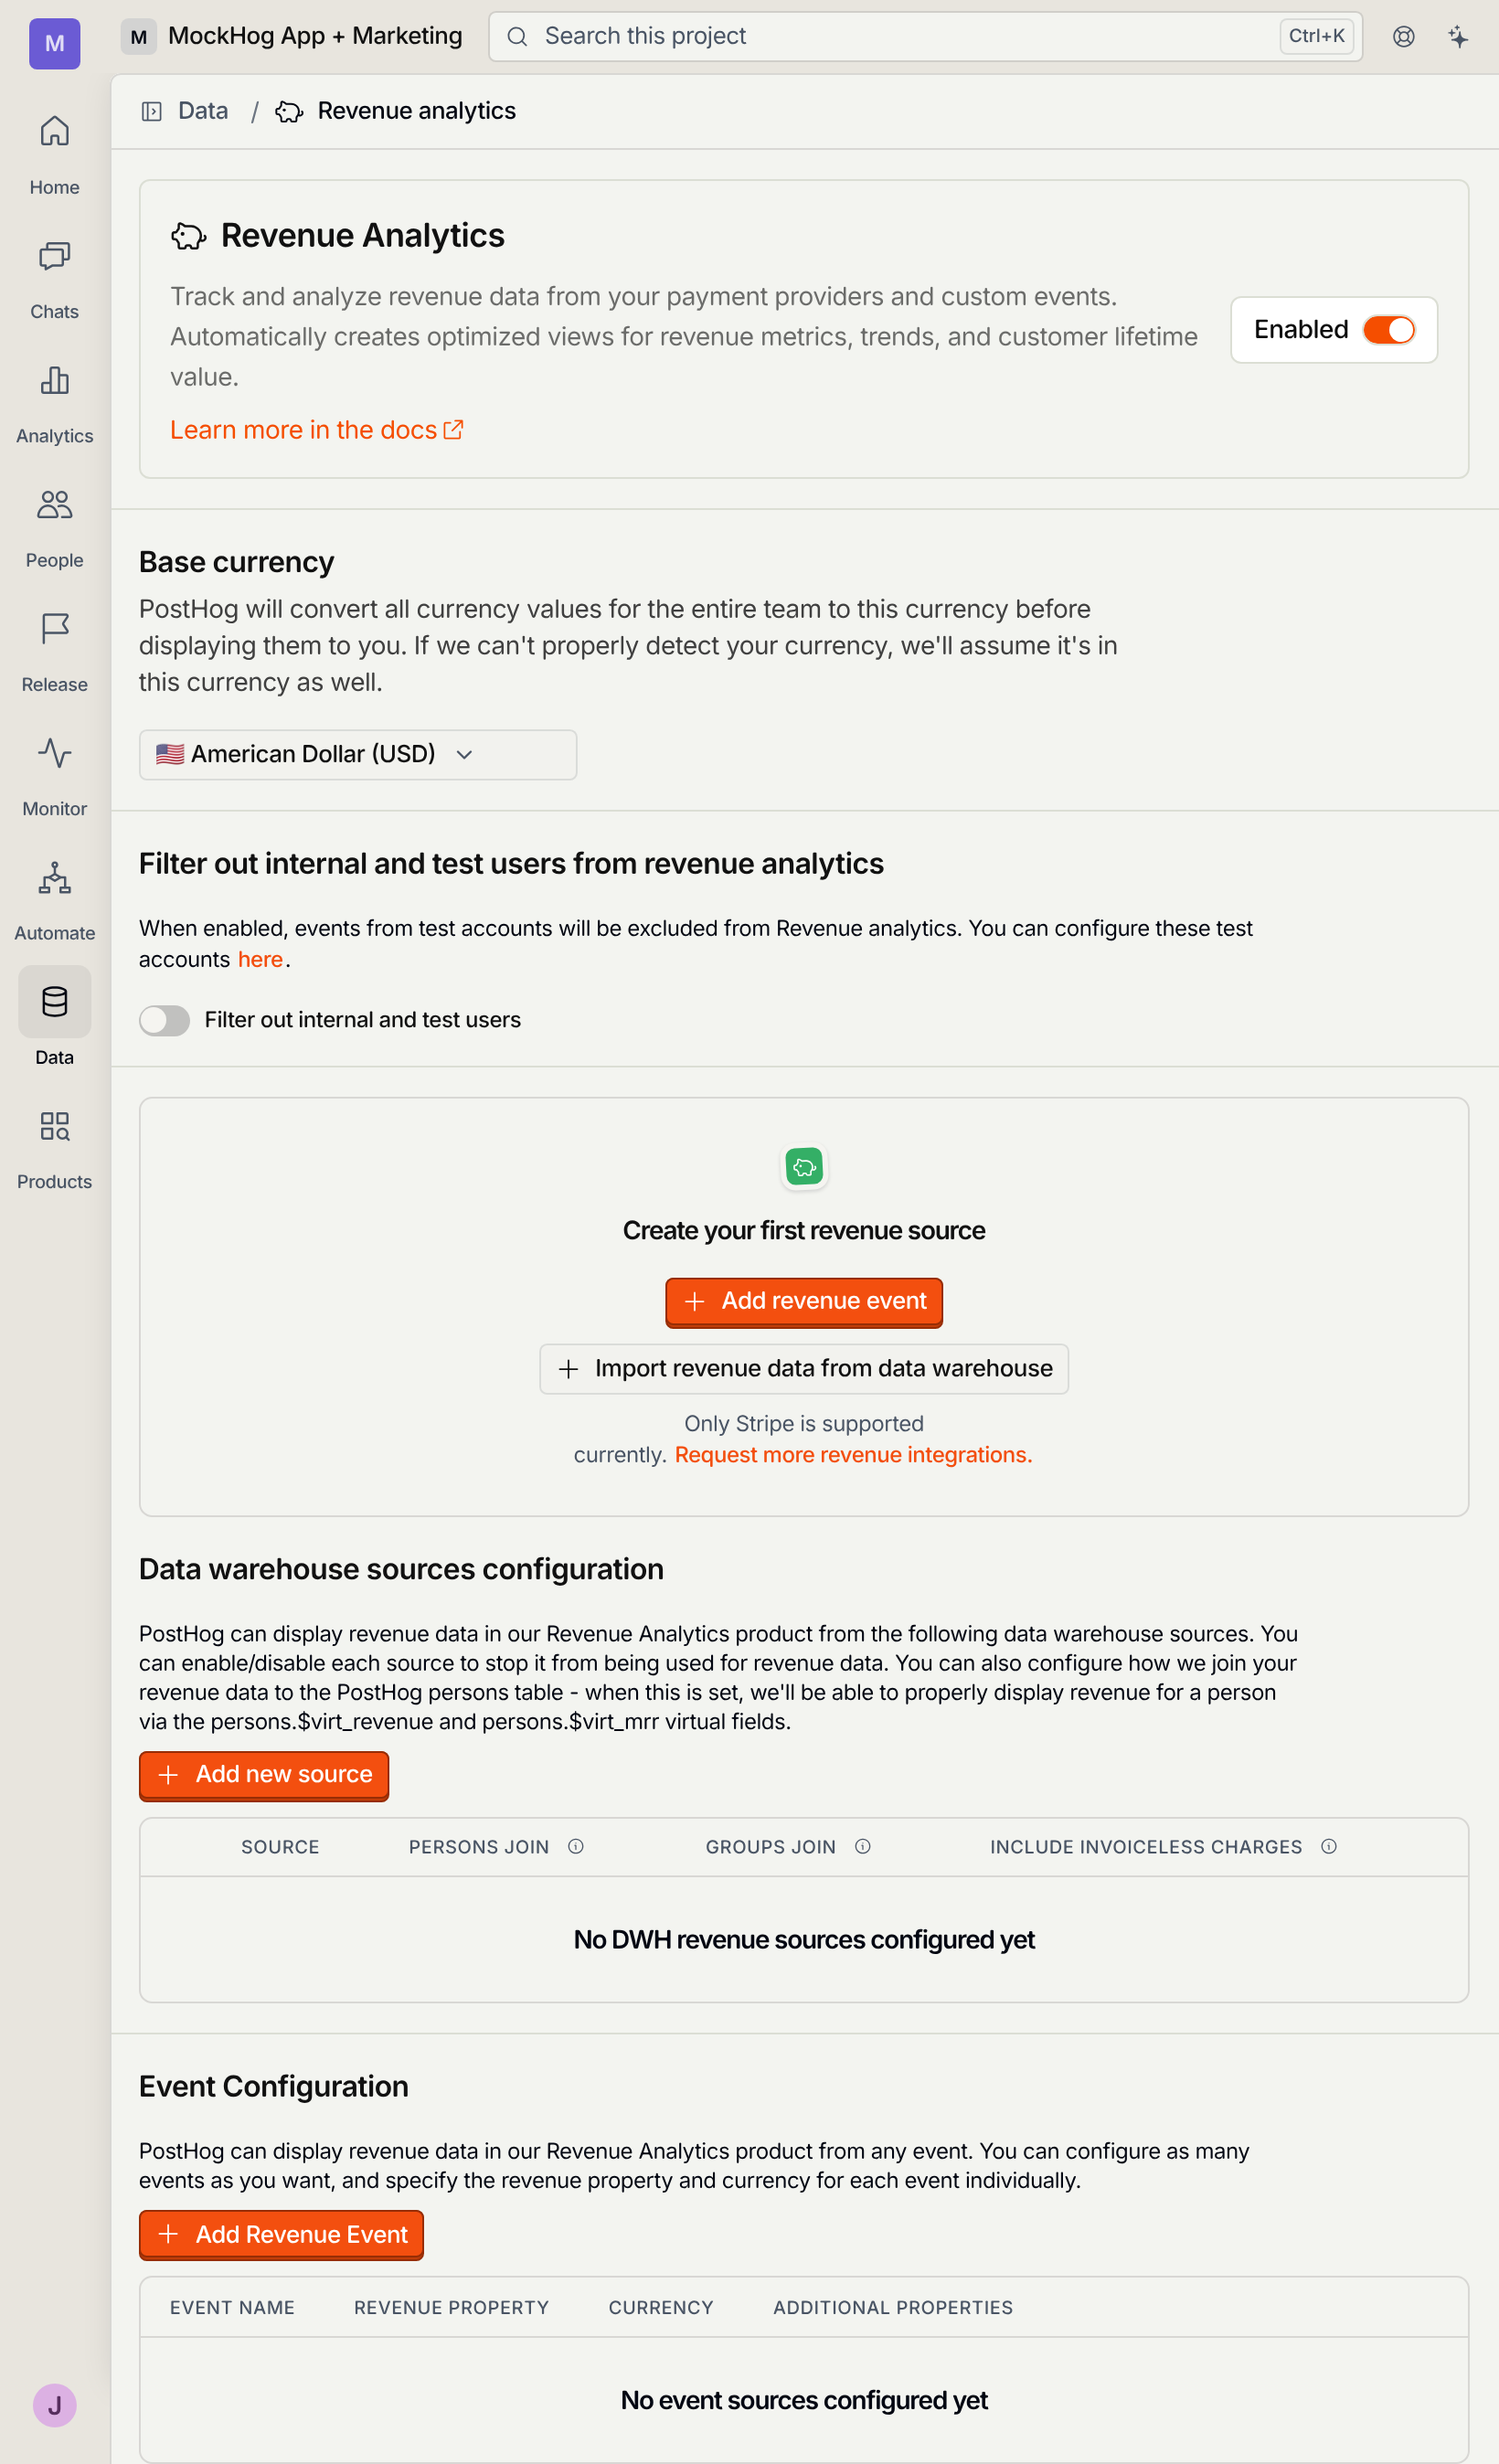 M
M MockHog App + Marketing
Search this project
Ctrl+K
Home
Chats
Analytics
People
Release
Monitor
Automate
Data
Products
J
Data / Revenue analytics
Revenue Analytics
Track and analyze revenue data from your payment providers and custom events.
Automatically creates optimized views for revenue metrics, trends, and customer lifetime
value.
Learn more in the docs
Enabled
Base currency
PostHog will convert all currency values for the entire team to this currency before
displaying them to you. If we can't properly detect your currency, we'll assume it's in
this currency as well.
🇺🇸 American Dollar (USD)
Filter out internal and test users from revenue analytics
When enabled, events from test accounts will be excluded from Revenue analytics. You can configure these test
accounts here.
Filter out internal and test users
Create your first revenue source
Add revenue event
Import revenue data from data warehouse
Only Stripe is supported
currently. Request more revenue integrations.
Data warehouse sources configuration
PostHog can display revenue data in our Revenue Analytics product from the following data warehouse sources. You
can enable/disable each source to stop it from being used for revenue data. You can also configure how we join your
revenue data to the PostHog persons table - when this is set, we'll be able to properly display revenue for a person
via the persons.$virt_revenue and persons.$virt_mrr virtual fields.
Add new source
SOURCE PERSONS JOIN GROUPS JOIN INCLUDE INVOICELESS CHARGES
No DWH revenue sources configured yet
Event Configuration
PostHog can display revenue data in our Revenue Analytics product from any event. You can configure as many
events as you want, and specify the revenue property and currency for each event individually.
Add Revenue Event
EVENT NAME REVENUE PROPERTY CURRENCY ADDITIONAL PROPERTIES
No event sources configured yet